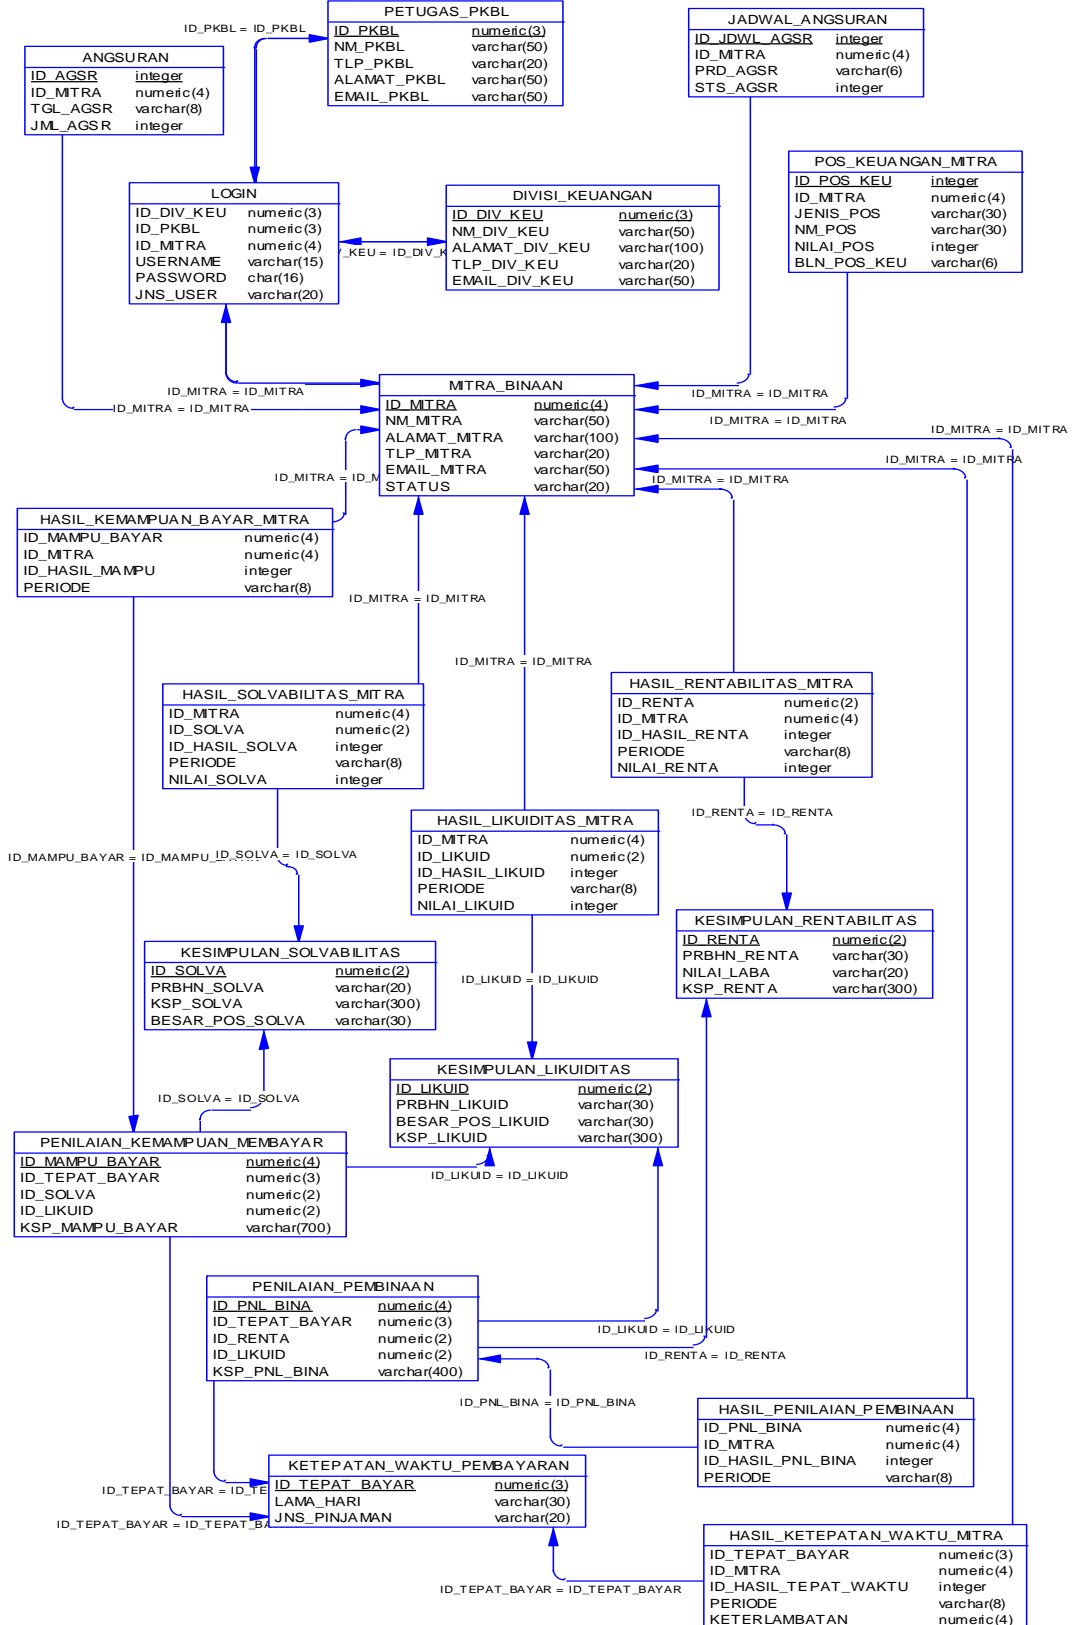 PETUGAS_PKBL
ID_PKBL numeric(3)
NM_PKBL varchar(50)
TLP_PKBL varchar(20)
ALAMAT_PKBL varchar(50)
EMAIL_PKBL varchar(50)
JADWAL_ANGSURAN
ID_JDWL_AGSR integer
ID_MITRA numeric(4)
PRD_AGSR varchar(6)
STS_AGSR integer
ID_PKBL = ID_PKBL
ANGSURAN
ID_AGSR integer
ID_MITRA numeric(4)
TGL_AGSR varchar(8)
JML_AGSR integer
POS_KEUANGAN_MITRA
ID_POS_KEU integer
ID_MITRA numeric(4)
JENIS_POS varchar(30)
NM_POS varchar(30)
NILAI_POS integer
BLN_POS_KEU varchar(6)
LOGIN
ID_DIV_KEU numeric(3)
ID_PKBL numeric(3)
ID_MITRA numeric(4)
USERNAME varchar(15)
PASSWORD char(16)
JNS_USER varchar(20)
DIVISI_KEUANGAN
ID_DIV_KEU numeric(3)
NM_DIV_KEU varchar(50)
ALAMAT_DIV_KEU varchar(100)
TLP_DIV_KEU varchar(20)
EMAIL_DIV_KEU varchar(50)
V_KEU = ID_DIV_K
MITRA_BINAAN
ID_MITRA numeric(4)
NM_MITRA varchar(50)
ALAMAT_MITRA varchar(100)
TLP_MITRA varchar(20)
EMAIL_MITRA varchar(50)
STATUS varchar(20)
ID_MITRA = ID_MITRA
ID_MITRA = ID_MITRA
ID_MITRA = ID_MITRA
ID_MITRA = ID_MITRA
ID_MITRA = ID_MITRA
ID_MITRA = ID_MITRA
ID_MITRA = ID_M
ID_MITRA = ID_MITRA
HASIL_KEMAMPUAN_BAYAR_MITRA
ID_MAMPU_BAYAR numeric(4)
ID_MITRA numeric(4)
ID_HASIL_MAMPU integer
PERIODE varchar(8)
ID_MITRA = ID_MITRA
ID_MITRA = ID_MITRA
HASIL_SOLVABILITAS_MITRA
ID_MITRA numeric(4)
ID_SOLVA numeric(2)
ID_HASIL_SOLVA integer
PERIODE varchar(8)
NILAI_SOLVA integer
HASIL_RENTABILITAS_MITRA
ID_RENTA numeric(2)
ID_MITRA numeric(4)
ID_HASIL_RENTA integer
PERIODE varchar(8)
NILAI_RENTA integer
HASIL_LIKUIDITAS_MITRA
ID_MITRA numeric(4)
ID_LIKUID numeric(2)
ID_HASIL_LIKUID integer
PERIODE varchar(8)
NILAI_LIKUID integer
ID_RENTA = ID_RENTA
ID_MAMPU_BAYAR = ID_MAMPU_
ID_SOLVA = ID_SOLVA
KESIMPULAN_RENTABILITAS
ID_RENTA numeric(2)
PRBHN_RENTA varchar(30)
NILAI_LABA varchar(20)
KSP_RENTA varchar(300)
KESIMPULAN_SOLVABILITAS
ID_SOLVA numeric(2)
PRBHN_SOLVA varchar(20)
KSP_SOLVA varchar(300)
BESAR_POS_SOLVA varchar(30)
ID_LIKUID = ID_LIKUID
KESIMPULAN_LIKUIDITAS
ID_LIKUID numeric(2)
PRBHN_LIKUID varchar(30)
BESAR_POS_LIKUID varchar(30)
KSP_LIKUID varchar(300)
ID_SOLVA = ID_SOLVA
PENILAIAN_KEMAMPUAN_MEMBAYAR
ID_MAMPU_BAYAR numeric(4)
ID_TEPAT_BAYAR numeric(3)
ID_SOLVA numeric(2)
ID_LIKUID numeric(2)
KSP_MAMPU_BAYAR varchar(700)
ID_LIKUID = ID_LIKUID
PENILAIAN_PEMBINAAN
ID_PNL_BINA numeric(4)
ID_TEPAT_BAYAR numeric(3)
ID_RENTA numeric(2)
ID_LIKUID numeric(2)
KSP_PNL_BINA varchar(400)
ID_LIKUID = ID_LIKUID
ID_RENTA = ID_RENTA
ID_PNL_BINA = ID_PNL_BINA
HASIL_PENILAIAN_PEMBINAAN
ID_PNL_BINA numeric(4)
ID_MITRA numeric(4)
ID_HASIL_PNL_BINA integer
PERIODE varchar(8)
KETEPATAN_WAKTU_PEMBAYARAN
ID_TEPAT_BAYAR numeric(3)
LAMA_HARI varchar(30)
JNS_PINJAMAN varchar(20)
ID_TEPAT_BAYAR = ID_TE
ID_TEPAT_BAYAR = ID_TEPAT_BA
HASIL_KETEPATAN_WAKTU_MITRA
ID_TEPAT_BAYAR numeric(3)
ID_MITRA numeric(4)
ID_HASIL_TEPAT_WAKTU integer
PERIODE varchar(8)
KETERLAMBATAN numeric(4)
ID_TEPAT_BAYAR = ID_TEPAT_BAYAR